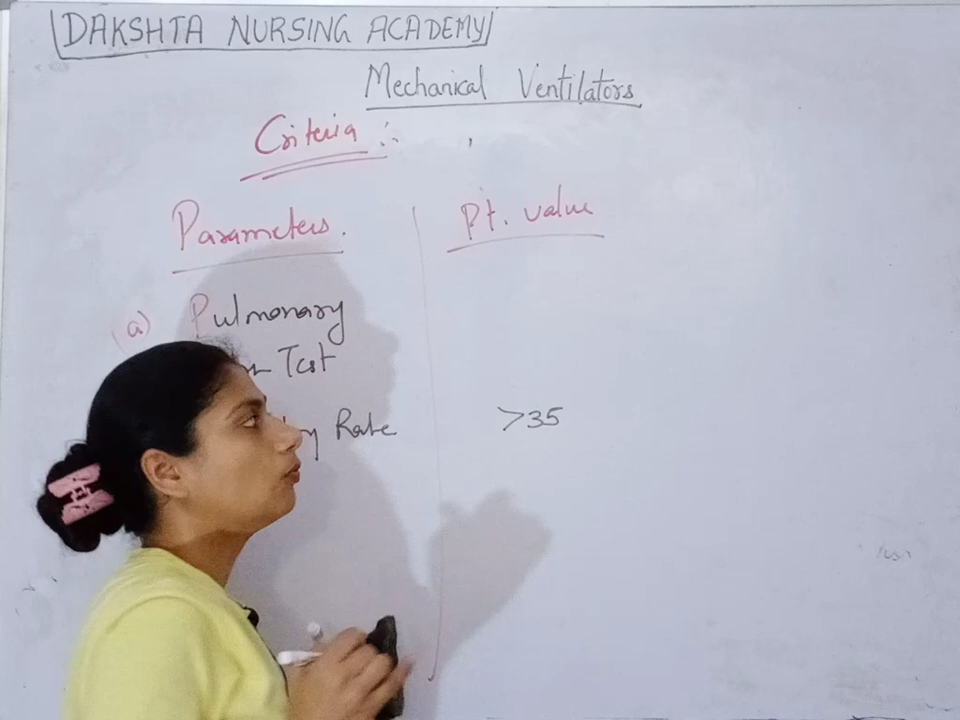 DAKSHTA NURSING ACADEMY
Mechanical Ventilators
Criteria :-
Parameters. Pt. value
(a) Pulmonary
Test
Rate >35